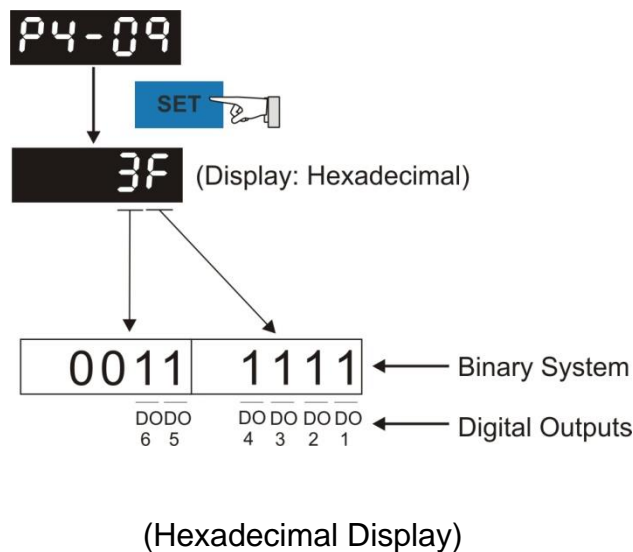 P4-09
SET
3F (Display: Hexadecimal)
0011 1111 Binary System
DO DO DO DO DO DO Digital Outputs
6 5 4 3 2 1
(Hexadecimal Display)